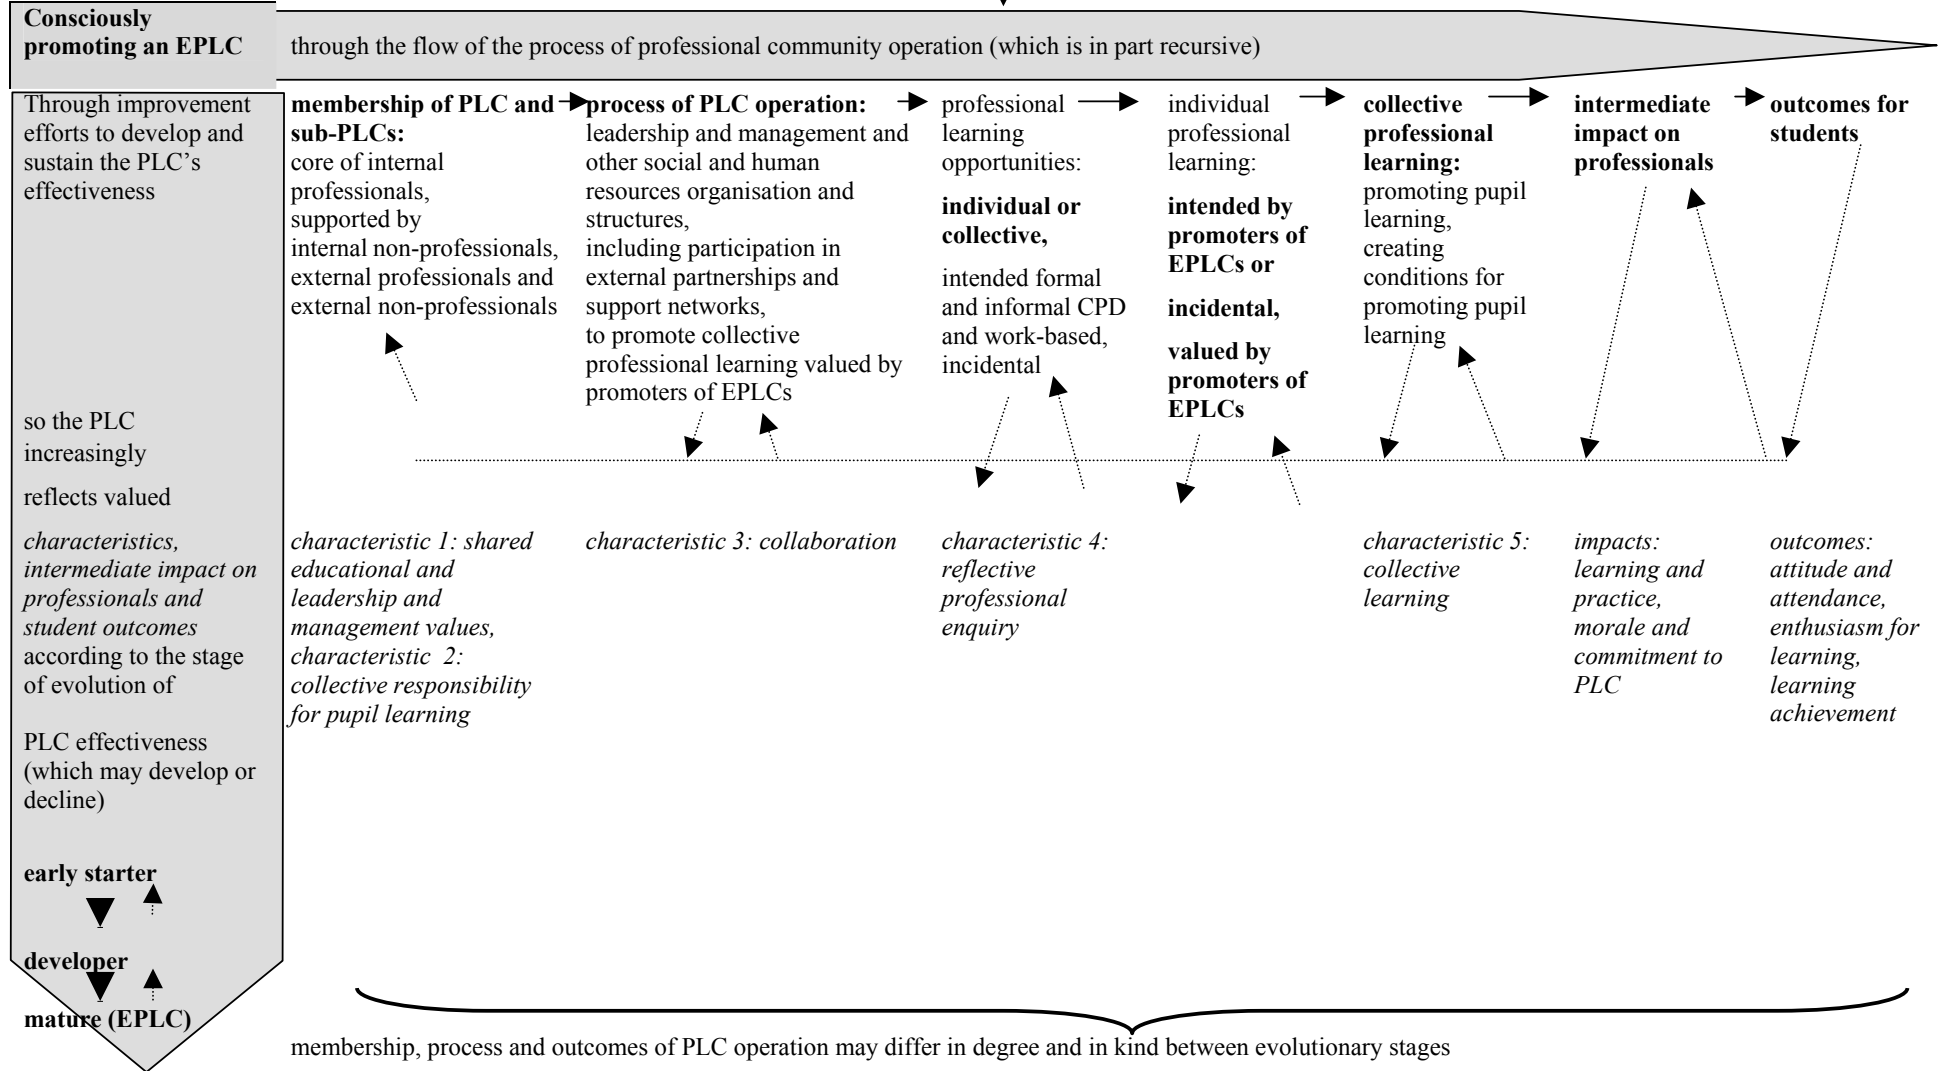 Consciously
promoting an EPLC
through the flow of the process of professional community operation (which is in part recursive)
Through improvement
efforts to develop and
sustain the PLC’s
effectiveness
so the PLC
increasingly
reflects valued
characteristics,
intermediate impact on
professionals and
student outcomes
according to the stage
of evolution of
PLC effectiveness
(which may develop or
decline)
early starter
developer
mature (EPLC)
membership of PLC and
sub-PLCs:
core of internal
professionals,
supported by
internal non-professionals,
external professionals and
external non-professionals
process of PLC operation:
leadership and management and
other social and human
resources organisation and
structures,
including participation in
external partnerships and
support networks,
to promote collective
professional learning valued by
promoters of EPLCs
professional
learning
opportunities:
individual or
collective,
intended formal
and informal CPD
and work-based,
incidental
individual
professional
learning:
intended by
promoters of
EPLCs or
incidental,
valued by
promoters of
EPLCs
collective
professional
learning:
promoting pupil
learning,
creating
conditions for
promoting pupil
learning
intermediate
impact on
professionals
outcomes for
students
characteristic 1: shared
educational and
leadership and
management values,
characteristic 2:
collective responsibility
for pupil learning
characteristic 3: collaboration
characteristic 4:
reflective
professional
enquiry
characteristic 5:
collective
learning
impacts:
learning and
practice,
morale and
commitment to
PLC
outcomes:
attitude and
attendance,
enthusiasm for
learning,
learning
achievement
membership, process and outcomes of PLC operation may differ in degree and in kind between evolutionary stages